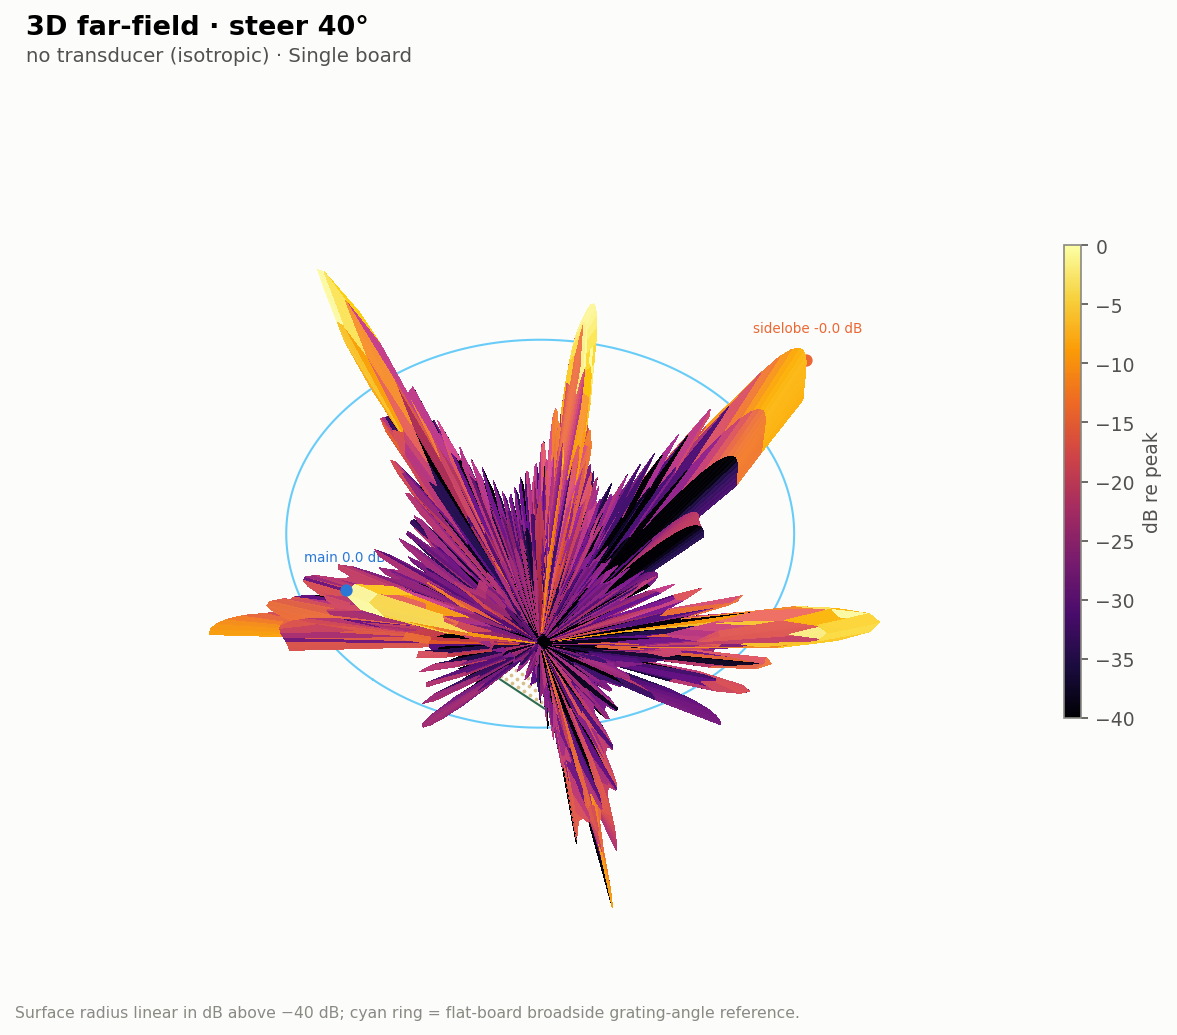 3D far-field · steer 40°
no transducer (isotropic) · Single board
sidelobe -0.0 dB
main 0.0 dB
0
−5
−10
−15
−20
−25
−30
−35
−40
dB re peak
Surface radius linear in dB above −40 dB; cyan ring = flat-board broadside grating-angle reference.